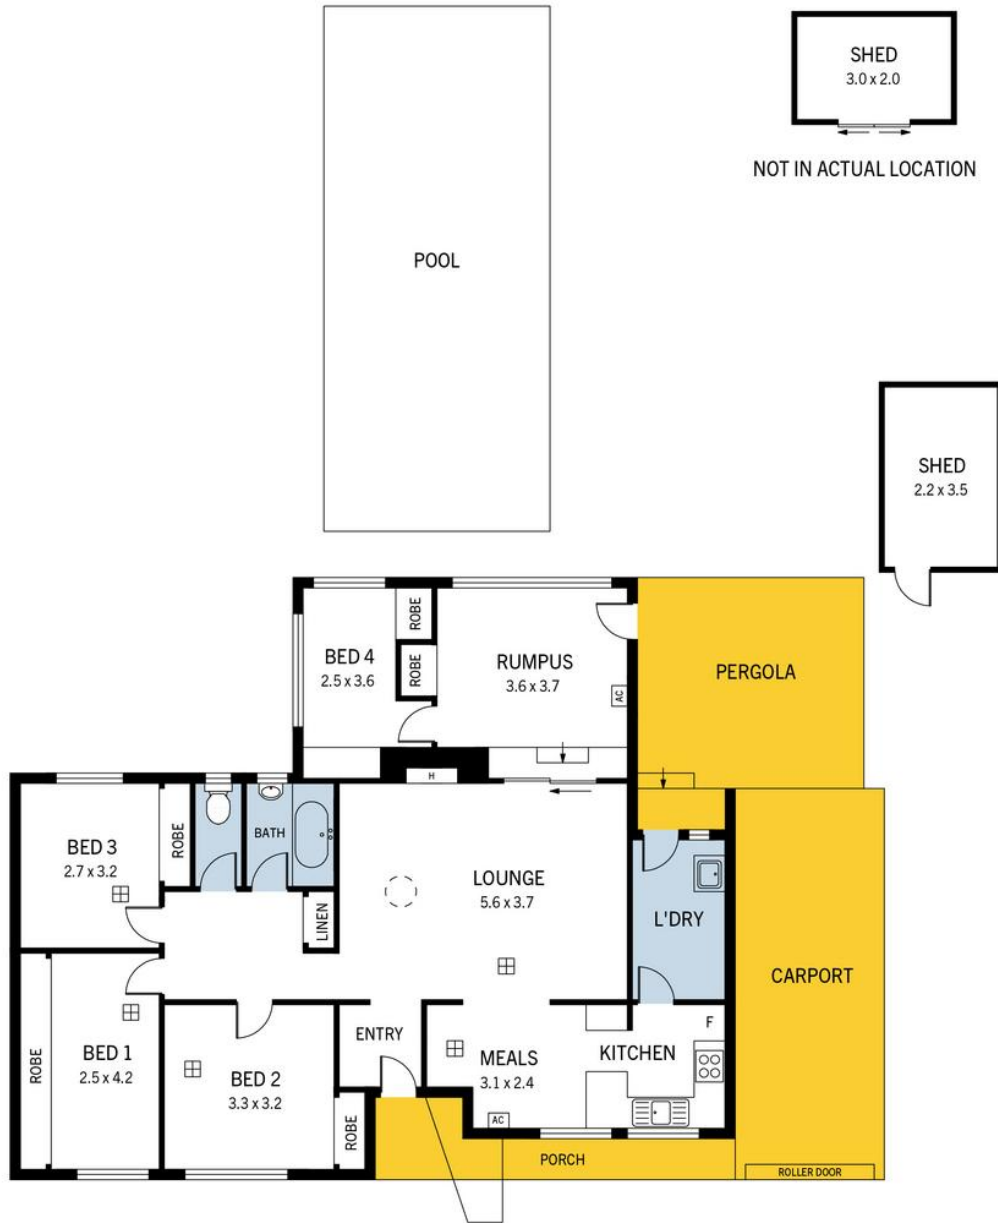 SHED
3.0 x 2.0
NOT IN ACTUAL LOCATION
POOL
SHED
2.2 x 3.5
BED 4
2.5 x 3.6
ROBE
ROBE
RUMPUS
3.6 x 3.7
AC
PERGOLA
H
BED 3
2.7 x 3.2
ROBE
BATH
LINEN
LOUNGE
5.6 x 3.7
L'DRY
CARPORT
ROBE
BED 1
2.5 x 4.2
BED 2
3.3 x 3.2
ROBE
ENTRY
MEALS
3.1 x 2.4
AC
KITCHEN
F
PORCH
ROLLER DOOR